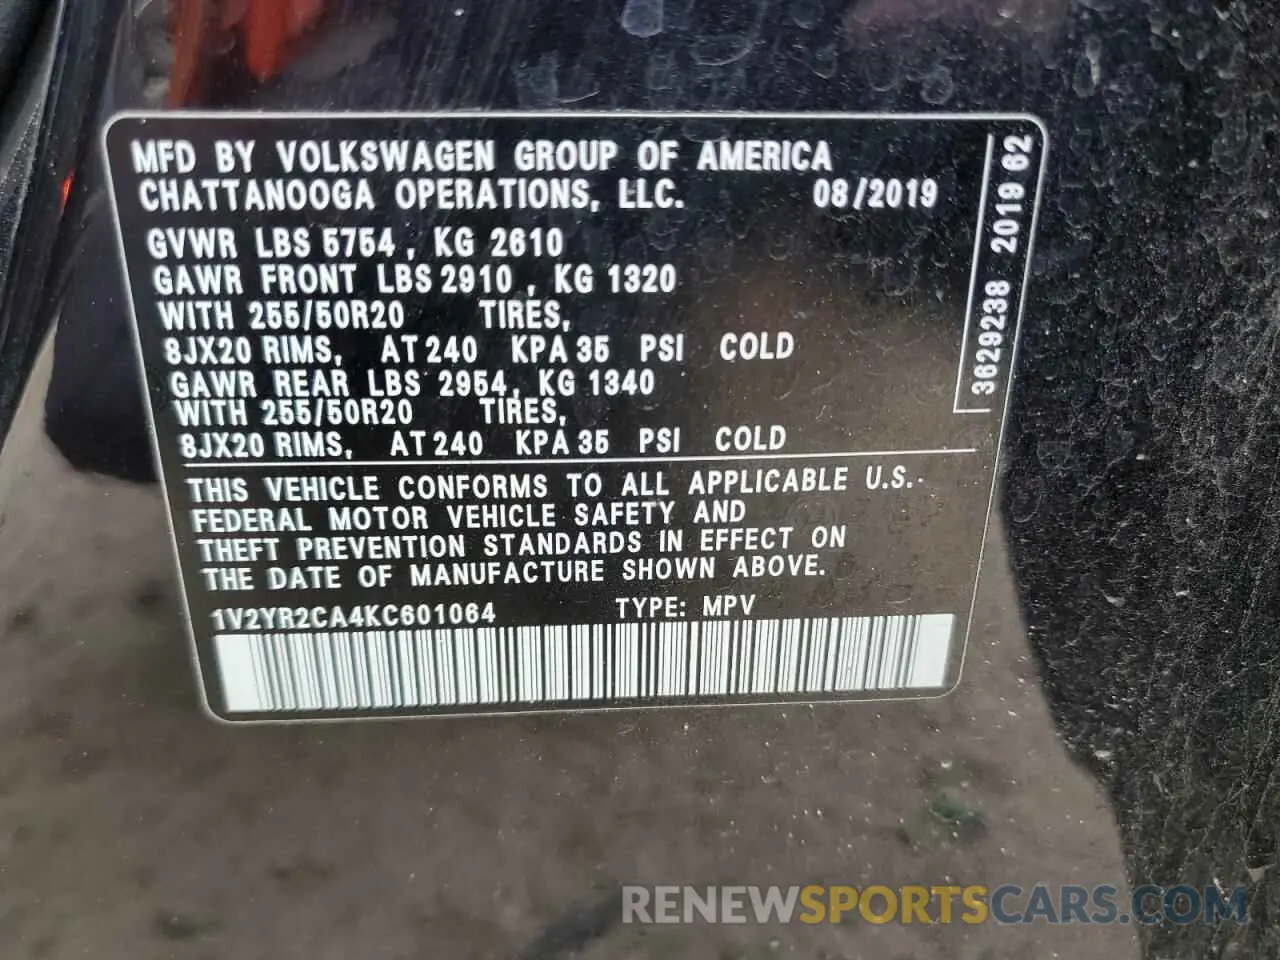 MFD BY VOLKSWAGEN GROUP OF AMERICA
CHATTANOOGA OPERATIONS, LLC. 08/2019
GVWR LBS 5754, KG 2610
GAWR FRONT LBS 2910, KG 1320
WITH 255/50R20 TIRES,
8JX20 RIMS, AT 240 KPA 35 PSI COLD
GAWR REAR LBS 2954, KG 1340
WITH 255/50R20 TIRES,
8JX20 RIMS, AT 240 KPA 35 PSI COLD
THIS VEHICLE CONFORMS TO ALL APPLICABLE U.S.
FEDERAL MOTOR VEHICLE SAFETY AND
THEFT PREVENTION STANDARDS IN EFFECT ON
THE DATE OF MANUFACTURE SHOWN ABOVE.
1V2YR2CA4KC601064 TYPE: MPV
3629238 2019 62
RENEWSPORTSCARS.COM